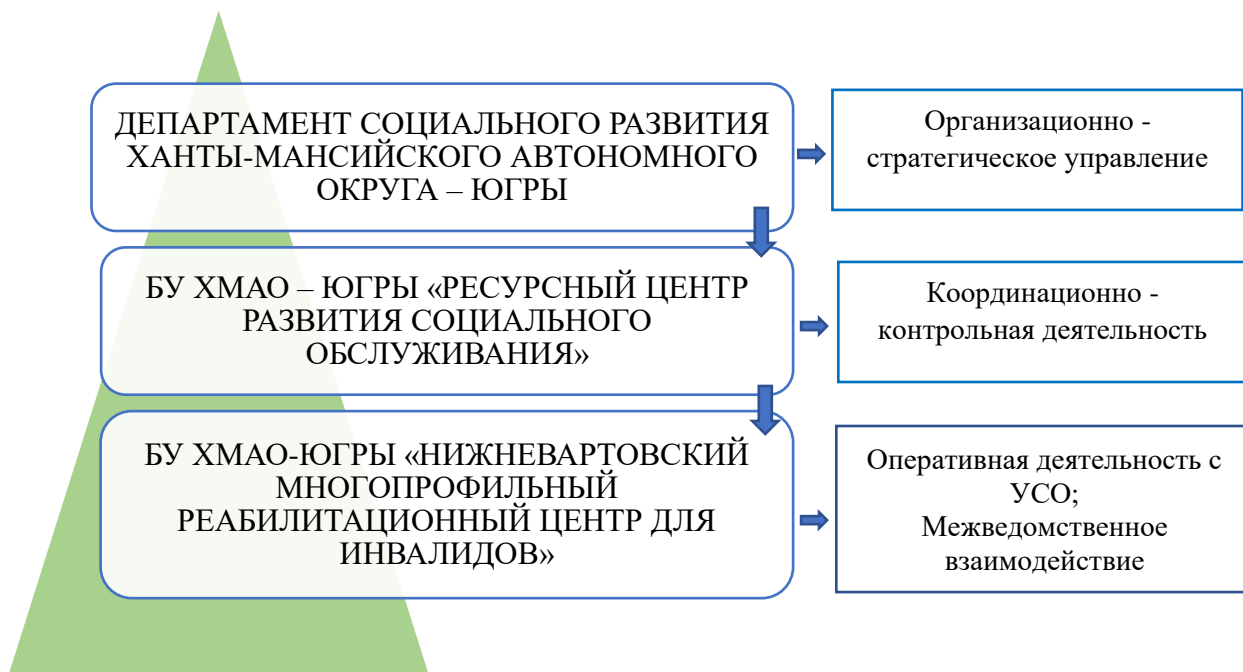 ДЕПАРТАМЕНТ СОЦИАЛЬНОГО РАЗВИТИЯ
ХАНТЫ-МАНСИЙСКОГО АВТОНОМНОГО
ОКРУГА – ЮГРЫ
Организационно -
стратегическое управление
БУ ХМАО – ЮГРЫ «РЕСУРСНЫЙ ЦЕНТР
РАЗВИТИЯ СОЦИАЛЬНОГО
ОБСЛУЖИВАНИЯ»
Координационно -
контрольная деятельность
БУ ХМАО-ЮГРЫ «НИЖНЕВАРТОВСКИЙ
МНОГОПРОФИЛЬНЫЙ
РЕАБИЛИТАЦИОННЫЙ ЦЕНТР ДЛЯ
ИНВАЛИДОВ»
Оперативная деятельность с
УСО;
Межведомственное
взаимодействие